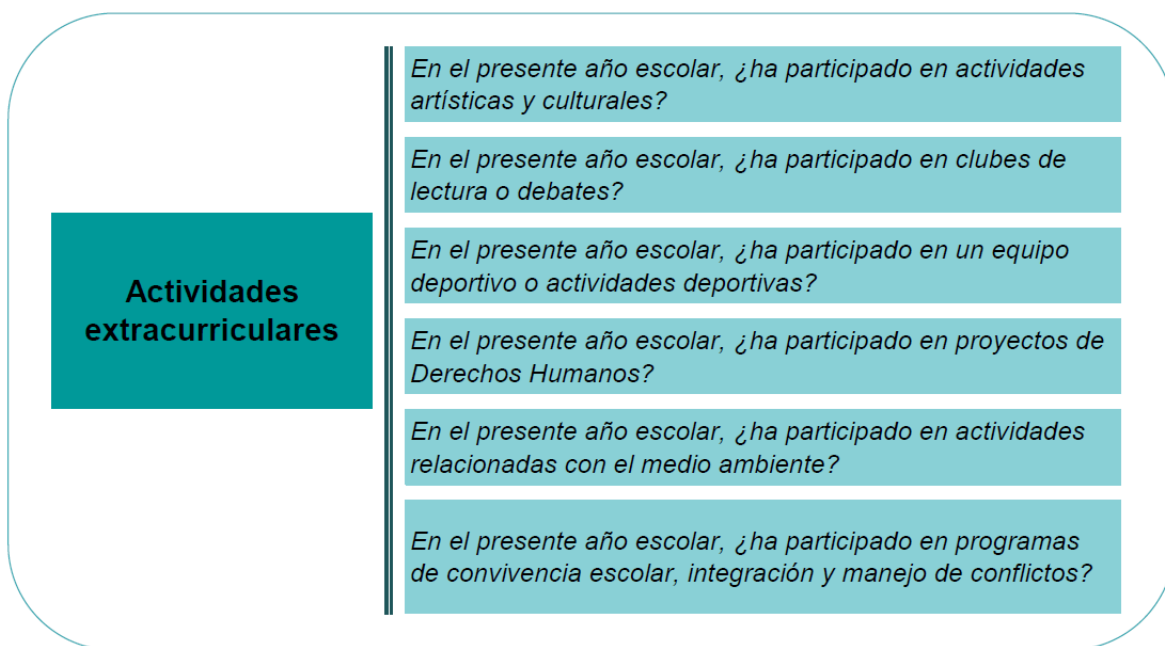 Actividades
extracurriculares
En el presente año escolar, ¿ha participado en actividades
artísticas y culturales?
En el presente año escolar, ¿ha participado en clubes de
lectura o debates?
En el presente año escolar, ¿ha participado en un equipo
deportivo o actividades deportivas?
En el presente año escolar, ¿ha participado en proyectos de
Derechos Humanos?
En el presente año escolar, ¿ha participado en actividades
relacionadas con el medio ambiente?
En el presente año escolar, ¿ha participado en programas
de convivencia escolar, integración y manejo de conflictos?